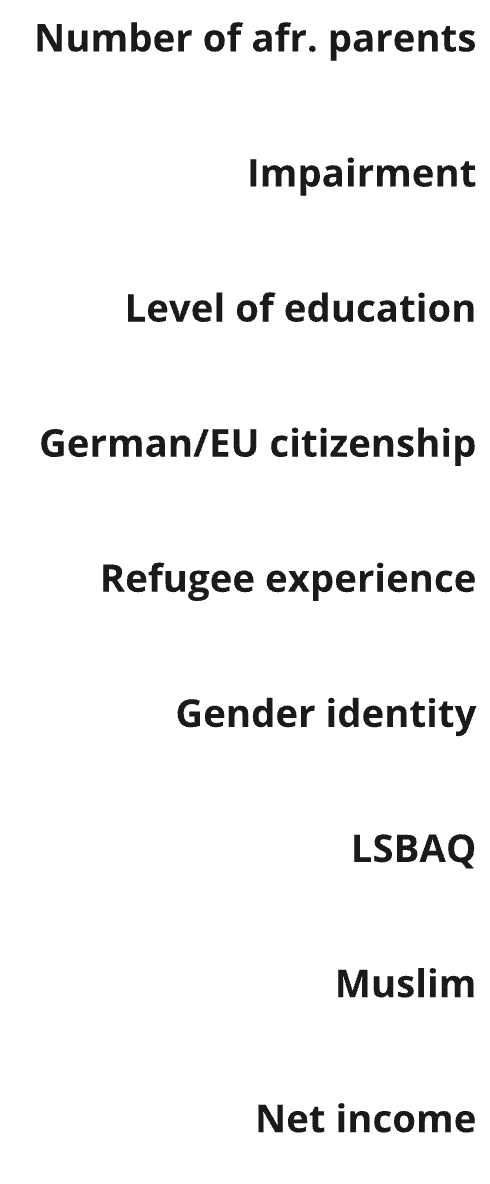 Number of afr. parents
Impairment
Level of education
German/EU citizenship
Refugee experience
Gender identity
LSBAQ
Muslim
Net income